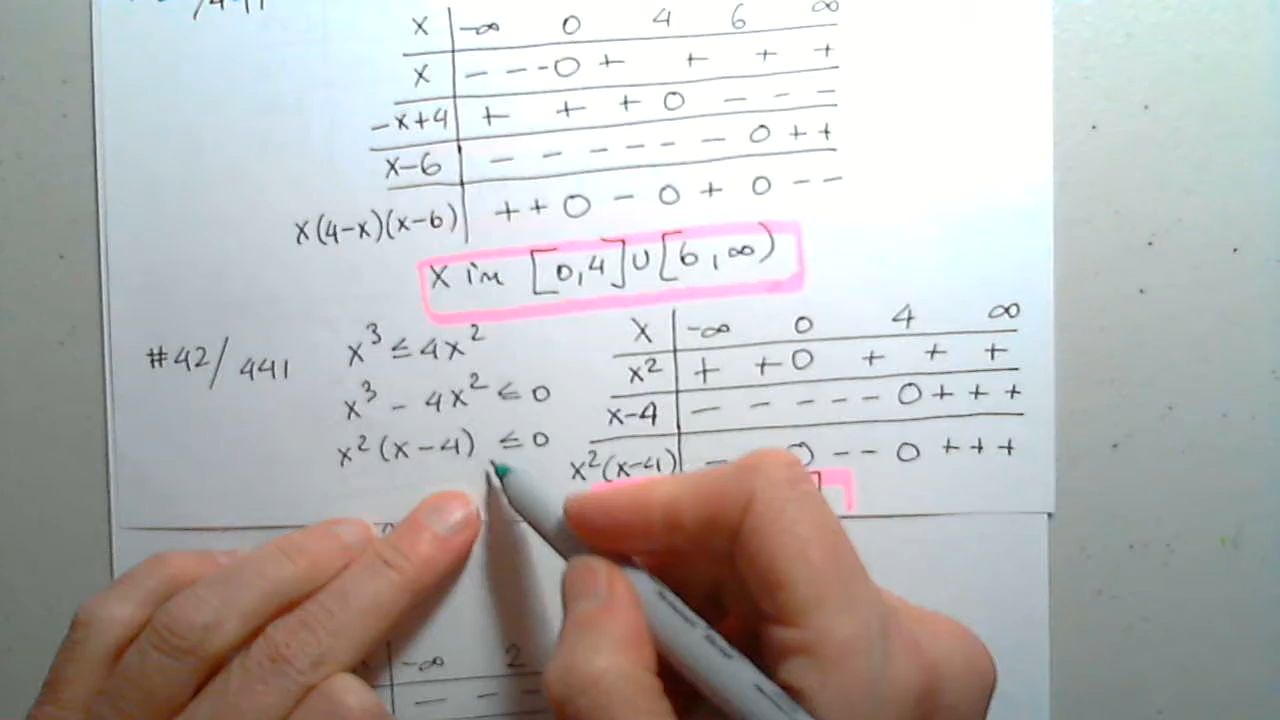 x -∞ 0 4 6 ∞
x - - - 0 + + + +
-x+4 + + + 0 - - -
x-6 - - - - - - 0 + +
x(4-x)(x-6) + + 0 - 0 + 0 - -
x in [0,4]∪[6,∞)
#42/441
x³ ≤ 4x²
x³ - 4x² ≤ 0
x²(x-4) ≤ 0
x -∞ 0 4 ∞
x² + + 0 + + +
x-4 - - - - - 0 + + +
x²(x-4) - 0 - - 0 + + +
-∞ 2
- - -